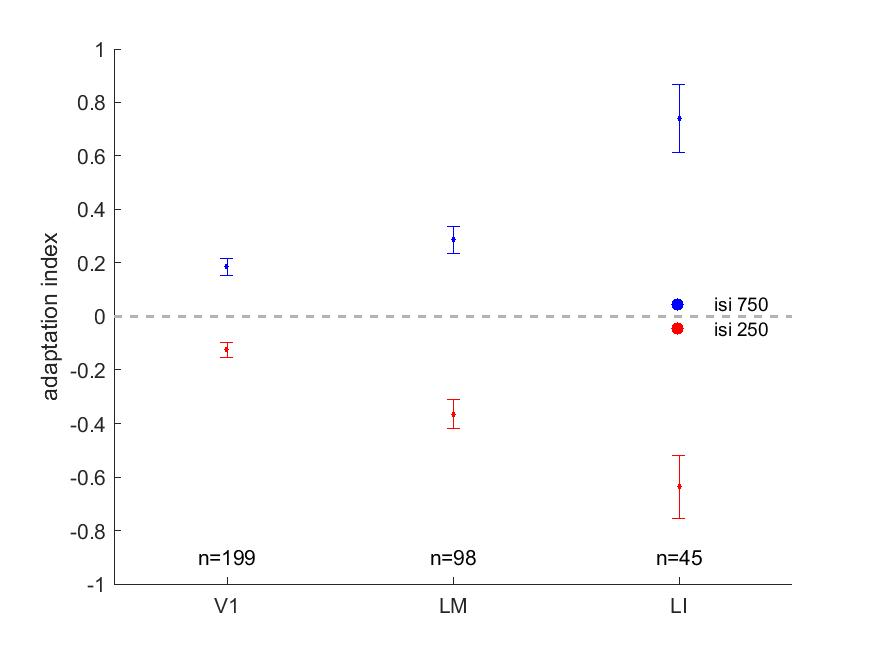 1
0.8
0.6
0.4
0.2
0
-0.2
-0.4
-0.6
-0.8
-1
adaptation index
isi 750
isi 250
n=199 n=98 n=45
V1 LM LI